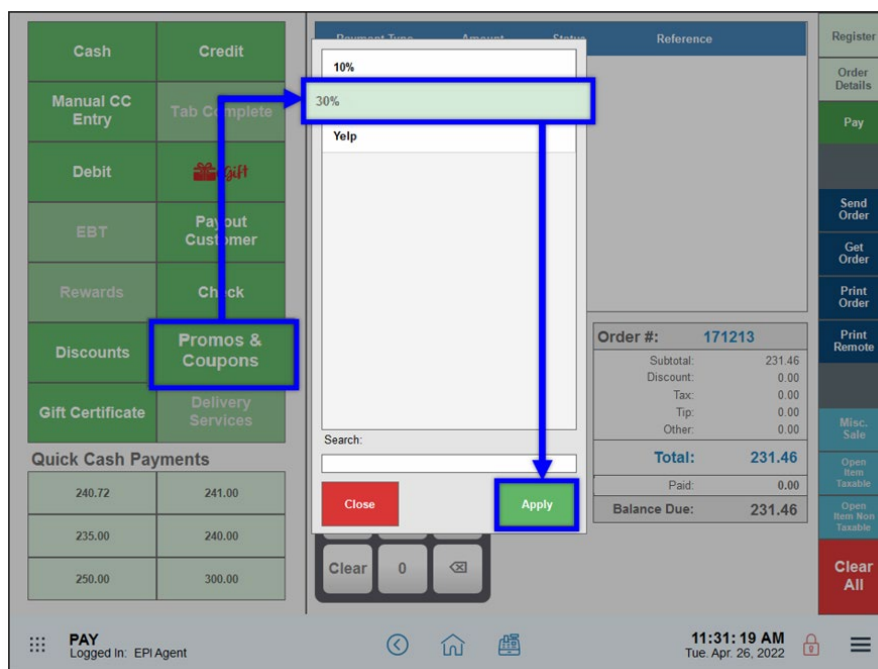 Cash
Credit
Manual CC
Entry
Tab Complete
Debit
Gift
EBT
Payout
Customer
Rewards
Check
Discounts
Promos &
Coupons
Gift Certificate
Delivery
Services
Quick Cash Payments
240.72
241.00
235.00
240.00
250.00
300.00
Payment Type
Amount
Status
Reference
10%
30%
Yelp
Search:
Close
Apply
Clear
0
Order #:
171213
Subtotal:
231.46
Discount:
0.00
Tax:
0.00
Tip:
0.00
Other:
0.00
Total:
231.46
Paid:
0.00
Balance Due:
231.46
Register
Order
Details
Pay
Send
Order
Get
Order
Print
Order
Print
Remote
Misc.
Sale
Open
Item
Taxable
Open
Item Non
Taxable
Clear
All
PAY
Logged In: EPI Agent
11:31:19 AM
Tue. Apr. 26, 2022